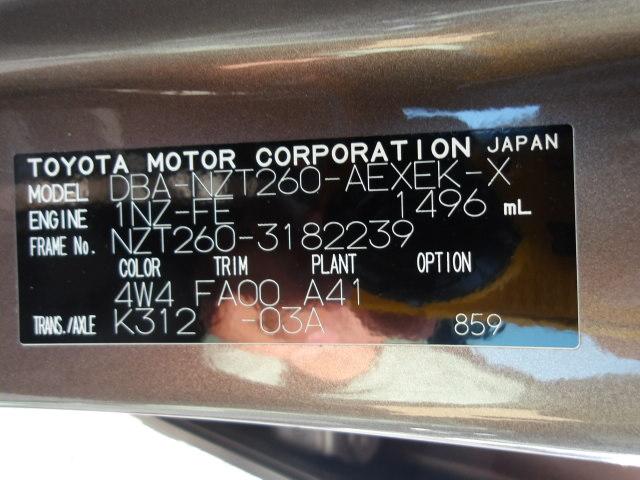 TOYOTA MOTOR CORPORATION JAPAN
MODEL DBA-NZT260-AEXEK-X
ENGINE 1NZ-FE 1496 mL
FRAME No. NZT260-3182239
COLOR TRIM PLANT OPTION
4W4 FA00 A41
TRANS./AXLE K312 -03A 859